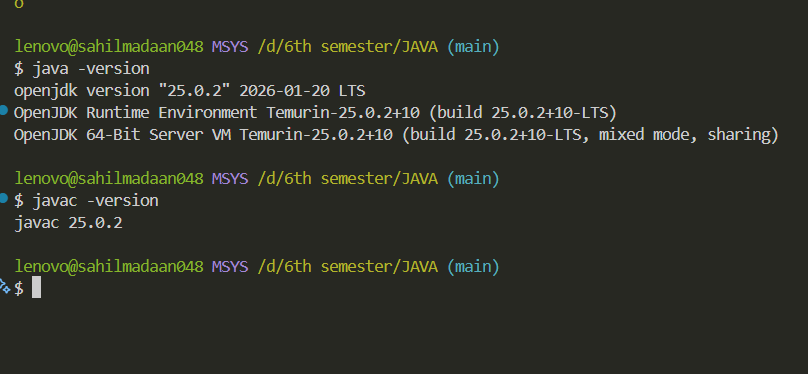 o
lenovo@sahilmadaan048 MSYS /d/6th semester/JAVA (main)
$ java -version
openjdk version "25.0.2" 2026-01-20 LTS
OpenJDK Runtime Environment Temurin-25.0.2+10 (build 25.0.2+10-LTS)
OpenJDK 64-Bit Server VM Temurin-25.0.2+10 (build 25.0.2+10-LTS, mixed mode, sharing)
lenovo@sahilmadaan048 MSYS /d/6th semester/JAVA (main)
$ javac -version
javac 25.0.2
lenovo@sahilmadaan048 MSYS /d/6th semester/JAVA (main)
$